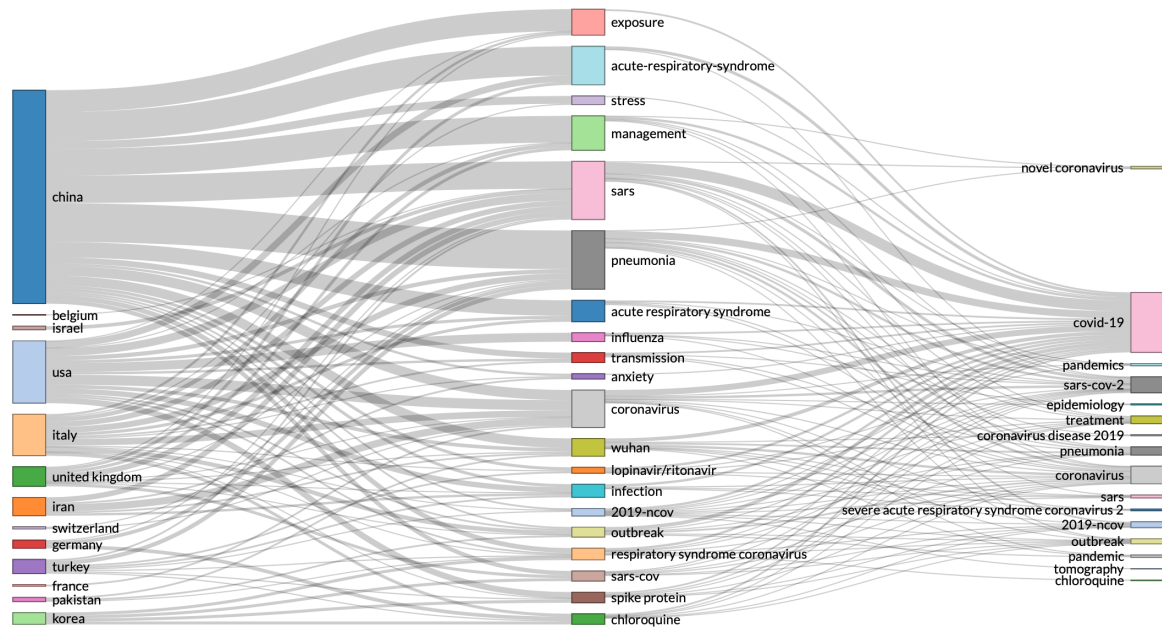 china
belgium
israel
usa
italy
united kingdom
iran
switzerland
germany
turkey
france
pakistan
korea
exposure
acute-respiratory-syndrome
stress
management
sars
pneumonia
acute respiratory syndrome
influenza
transmission
anxiety
coronavirus
wuhan
lopinavir/ritonavir
infection
2019-ncov
outbreak
respiratory syndrome coronavirus
sars-cov
spike protein
chloroquine
novel coronavirus
covid-19
pandemics
sars-cov-2
epidemiology
treatment
coronavirus disease 2019
pneumonia
coronavirus
sars
severe acute respiratory syndrome coronavirus 2
2019-ncov
outbreak
pandemic
tomography
chloroquine